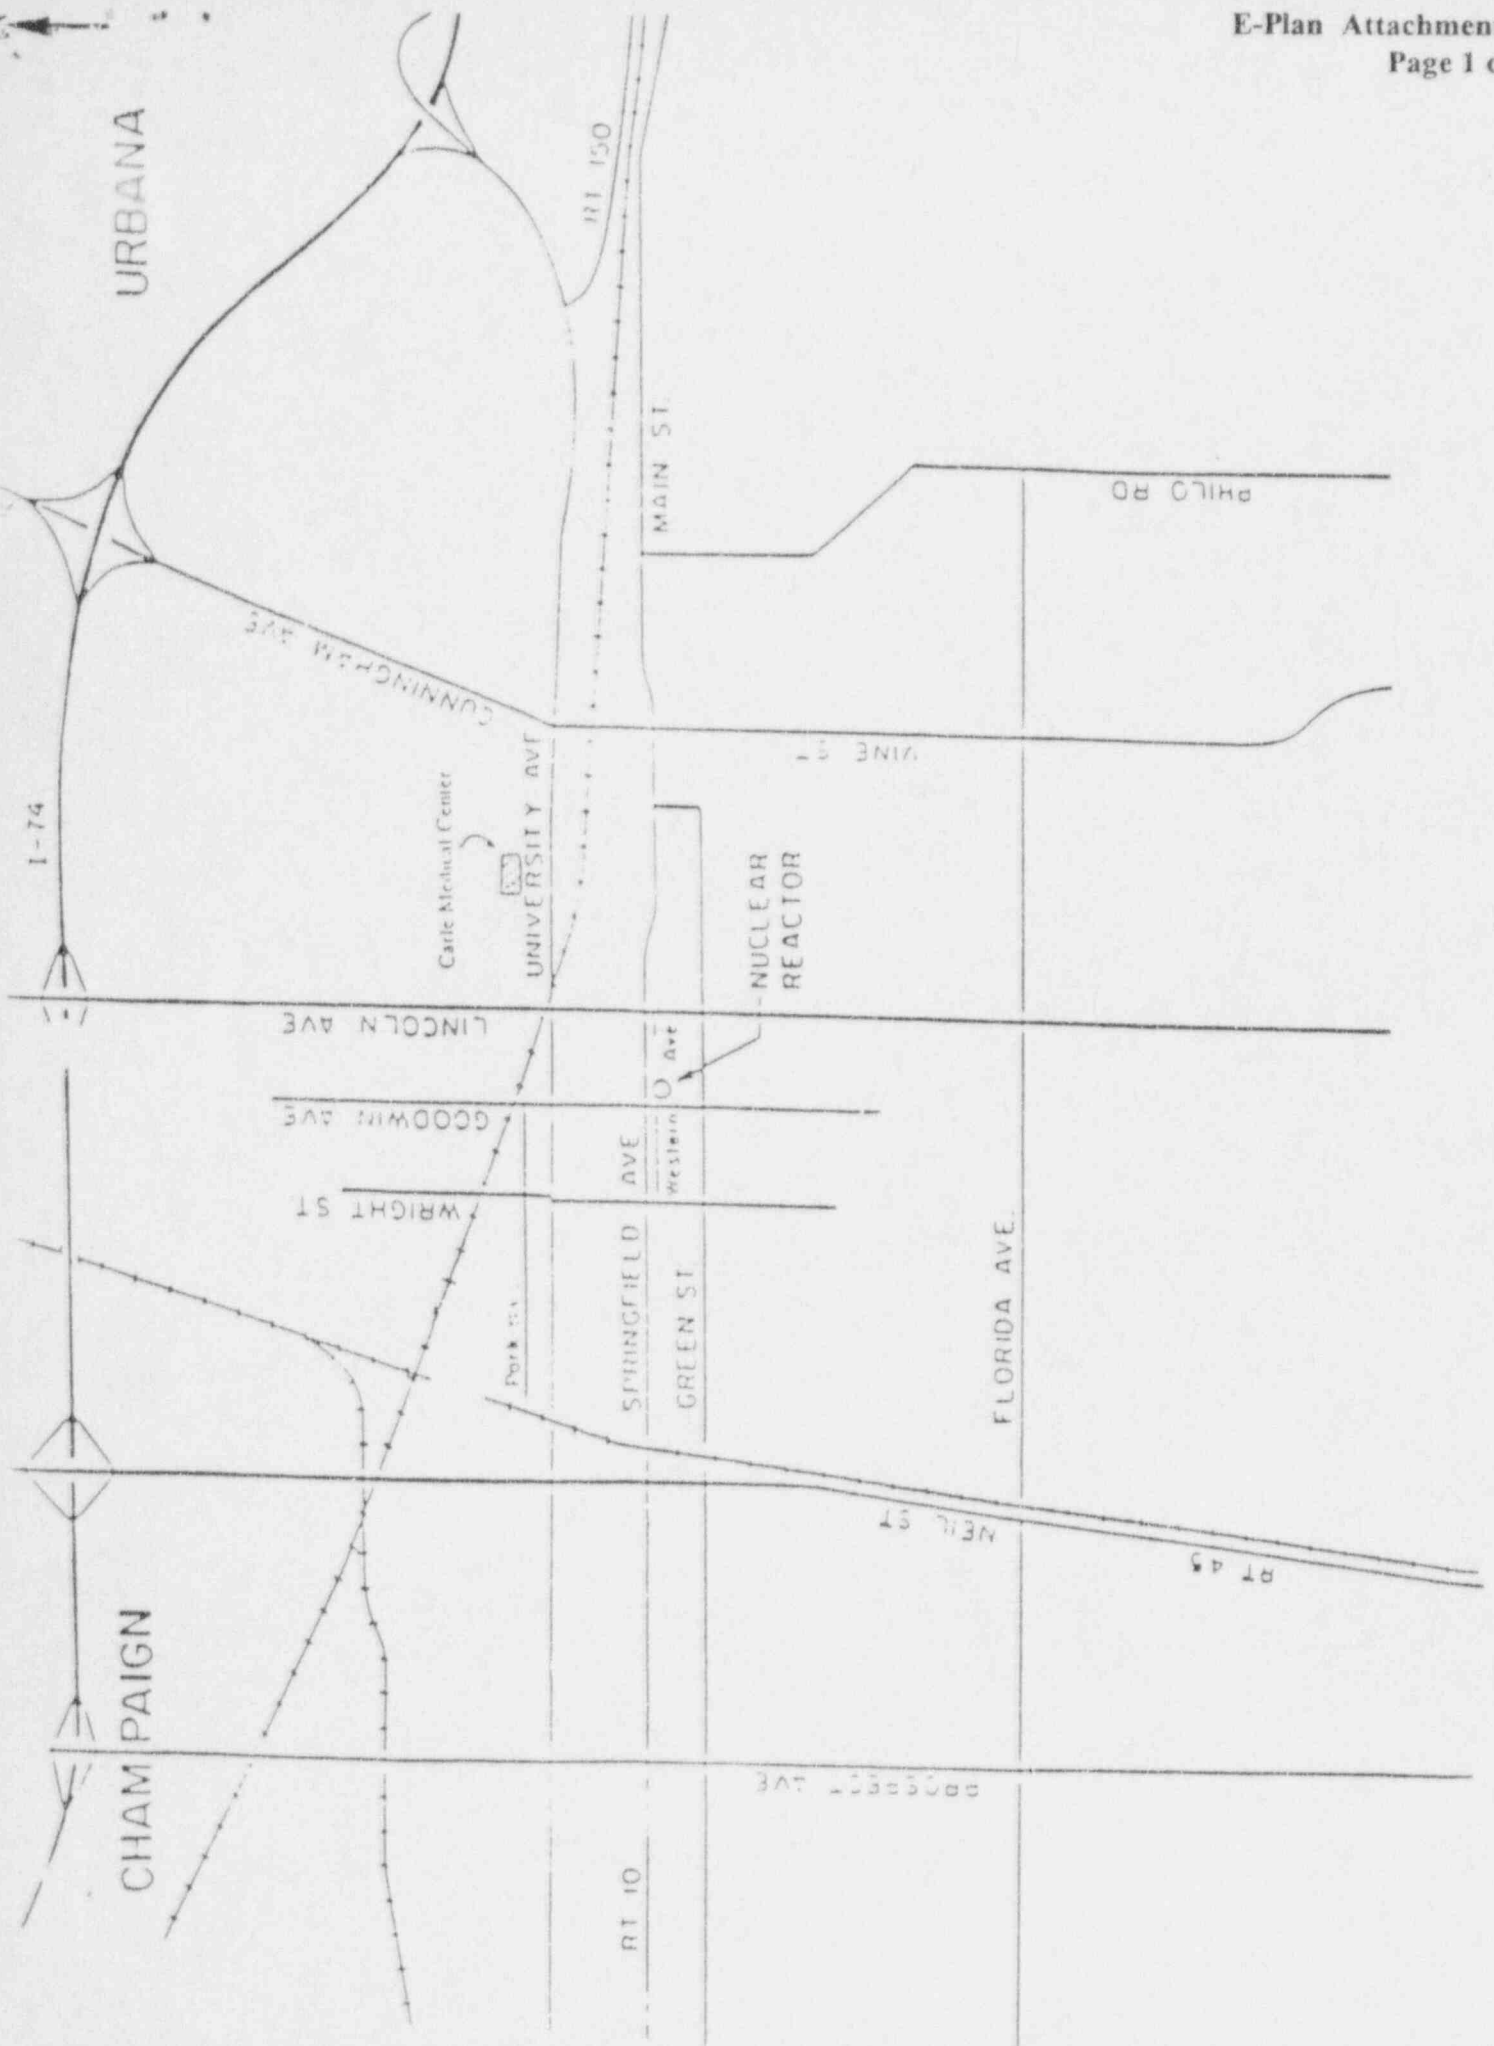 E-Plan Attachmen
Page 1 o
URBANA
RT 150
I-74
CUNNINGHAM AVE
MAIN ST.
PHILO RD
Carle Medical Center
UNIVERSITY AVE
VINE ST
NUCLEAR
REACTOR
LINCOLN AVE
GOODWIN AVE
WRIGHT ST
Western Ave
Park
SPRINGFIELD AVE
GREEN ST.
FLORIDA AVE.
NEIL ST
RT 45
CHAMPAIGN
PROSPECT AVE
RT 10